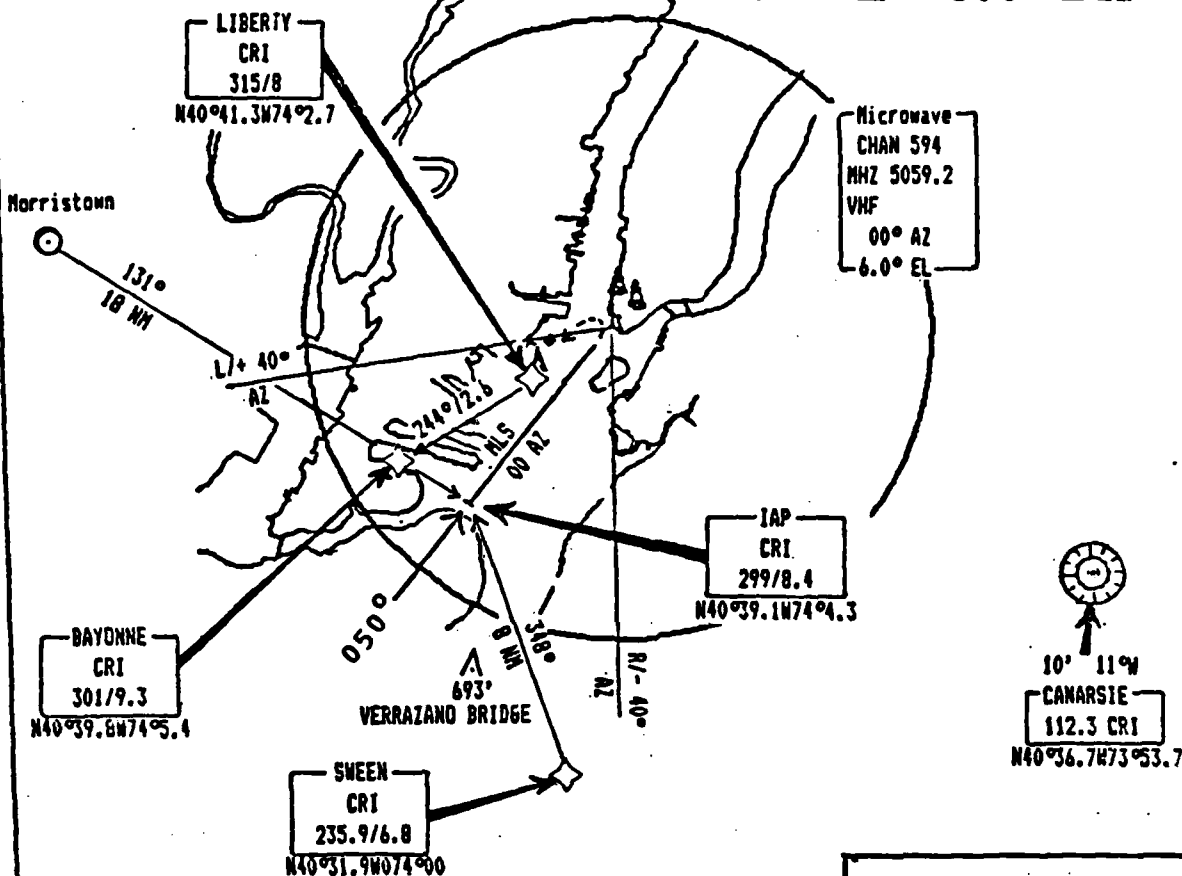 LIBERTY
CRI
315/8
N40°41.3W74°2.7
Microwave
CHAN 594
MHZ 5059.2
VHF
00° AZ
6.0° EL
Morristown
131°
18 NM
L/+ 40°
AZ
244°/2.6
MLS
00 AZ
IAP
CRI
299/8.4
N40°39.1W74°4.3
050°
348°
8 NM
R/- 40°
AZ
BAYONNE
CRI
301/9.3
N40°39.8W74°5.4
693'
VERRAZANO BRIDGE
10' 11°W
CANARSIE
112.3 CRI
N40°36.7W73°53.7
SWEEN
CRI
235.9/6.8
N40°31.9W074°00